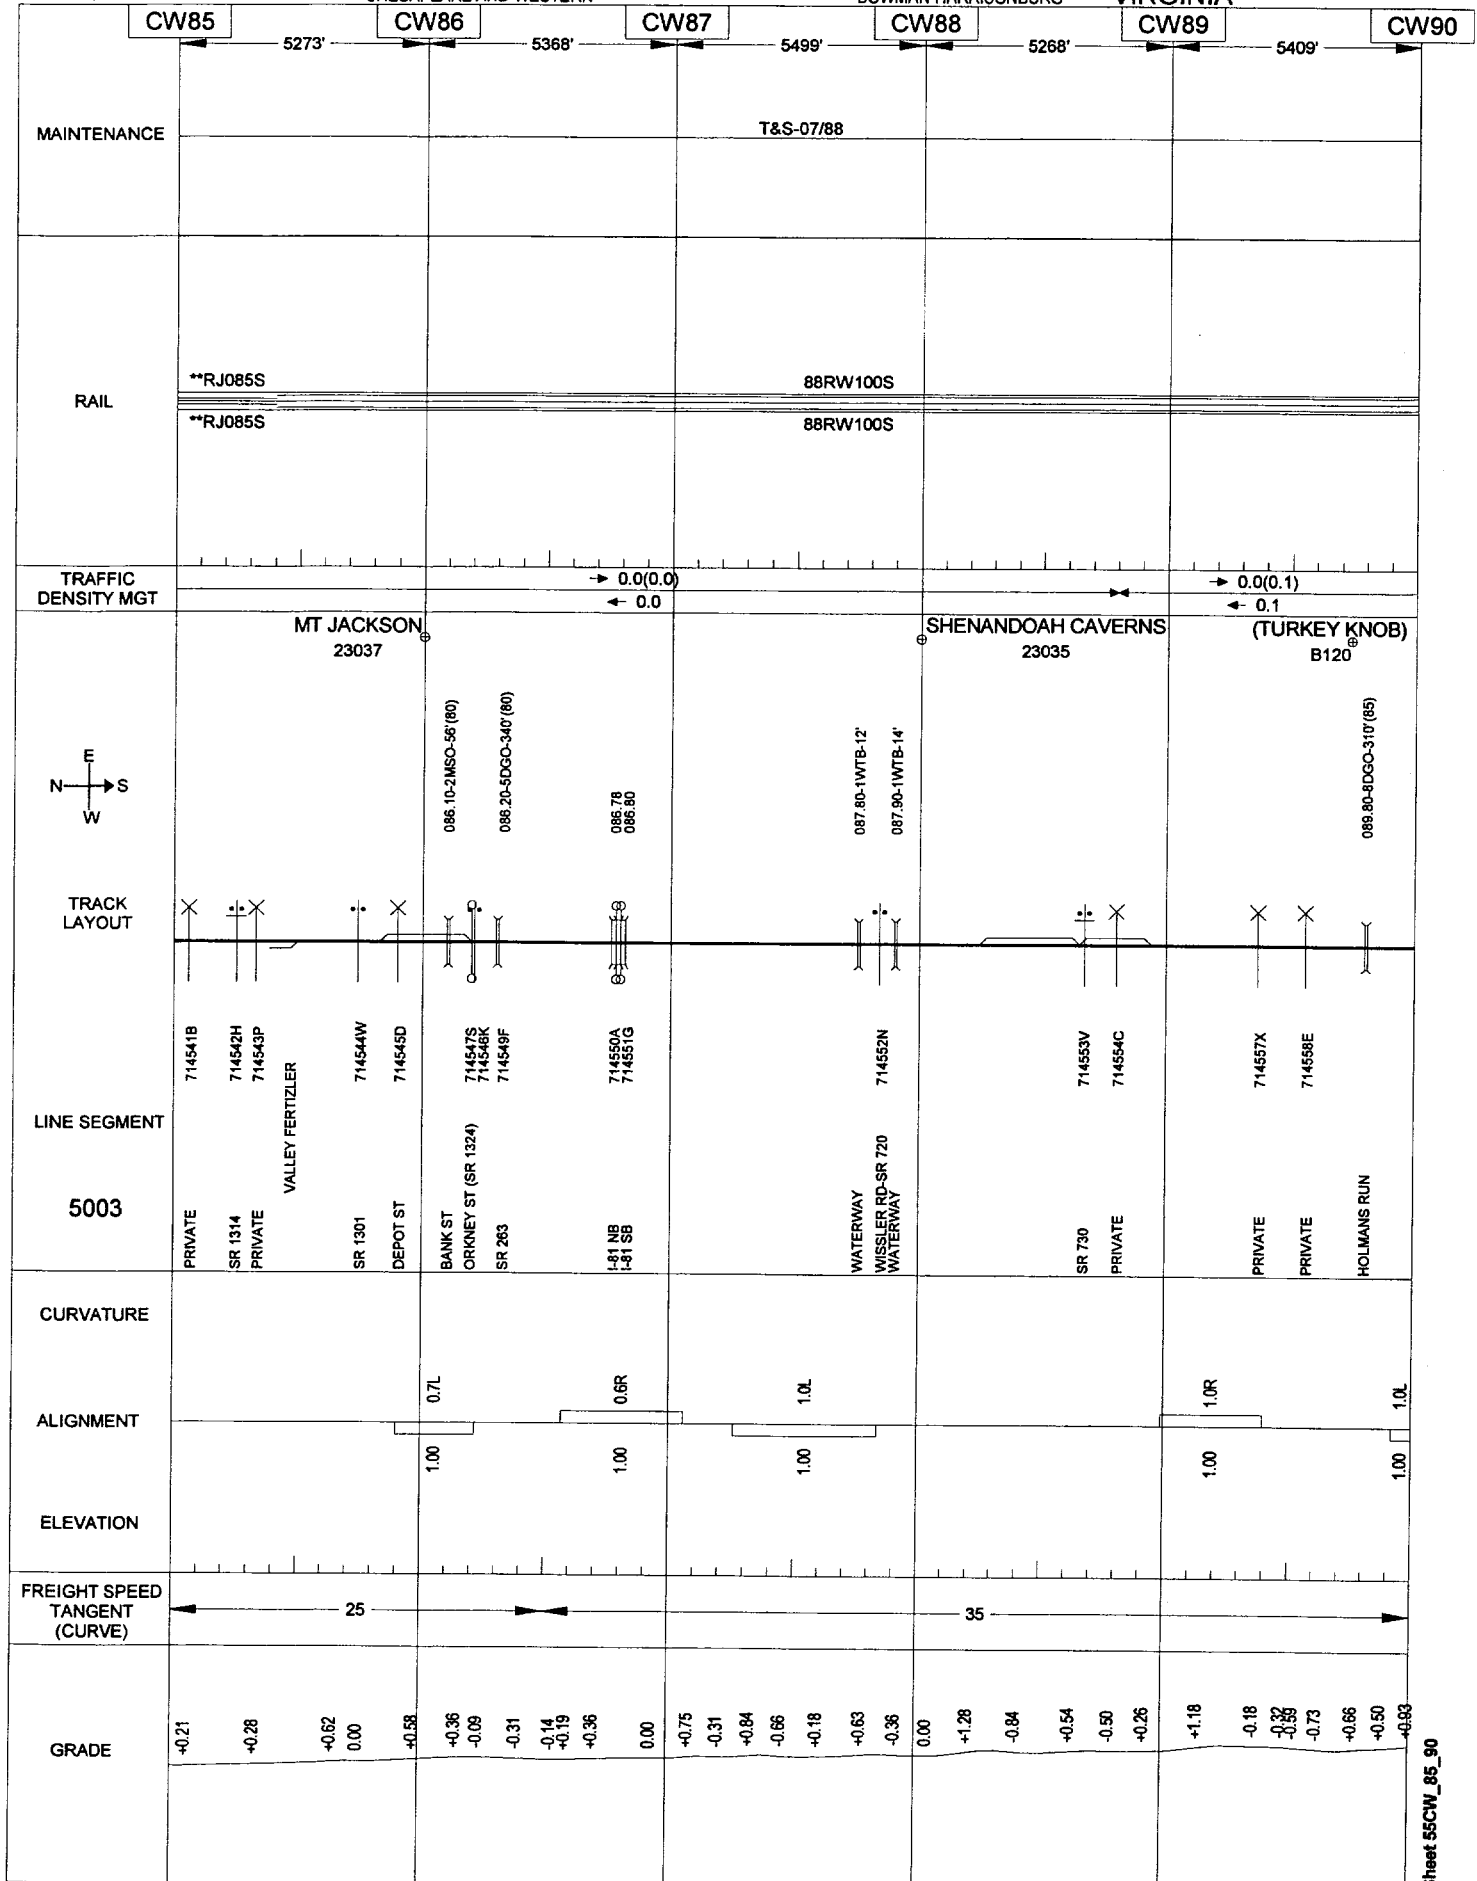 VIRGINIA
CW85
CW86
CW87
CW88
CW89
CW90
5273'
5368'
5499'
5268'
5409'
MAINTENANCE
T&S-07/88
RAIL
**RJ085S
88RW100S
**RJ085S
88RW100S
TRAFFIC
DENSITY MGT
0.0(0.0)
0.0
0.0(0.1)
0.1
MT JACKSON
23037
SHENANDOAH CAVERNS
23035
(TURKEY KNOB)
B120
E
N
S
W
086.10-2MSO-56'(80)
086.20-5DGO-340'(80)
086.78
086.80
087.80-1WTB-12'
087.90-1WTB-14'
089.80-8DGO-310'(85)
TRACK
LAYOUT
714541B
714542H
714543P
714544W
714545D
714547S
714546K
714549F
714550A
714551G
714552N
714553V
714554C
714557X
714558E
LINE SEGMENT
5003
PRIVATE
SR 1314
PRIVATE
VALLEY FERTIZLER
SR 1301
DEPOT ST
BANK ST
ORKNEY ST (SR 1324)
SR 263
I-81 NB
I-81 SB
WATERWAY
WISSLER RD-SR 720
WATERWAY
SR 730
PRIVATE
PRIVATE
PRIVATE
HOLMANS RUN
CURVATURE
0.7L
0.6R
1.0L
1.0R
1.0L
ALIGNMENT
1.00
1.00
1.00
1.00
1.00
ELEVATION
FREIGHT SPEED
TANGENT
(CURVE)
25
35
GRADE
+0.21
+0.28
+0.62
0.00
+0.58
+0.36
-0.09
-0.31
-0.14
+0.19
+0.36
0.00
+0.75
-0.31
+0.84
-0.66
+0.18
+0.63
-0.36
0.00
+1.28
-0.84
+0.54
-0.50
+0.26
+1.18
-0.18
-0.32
-0.59
-0.73
+0.66
+0.50
+0.93
55CW_85_90